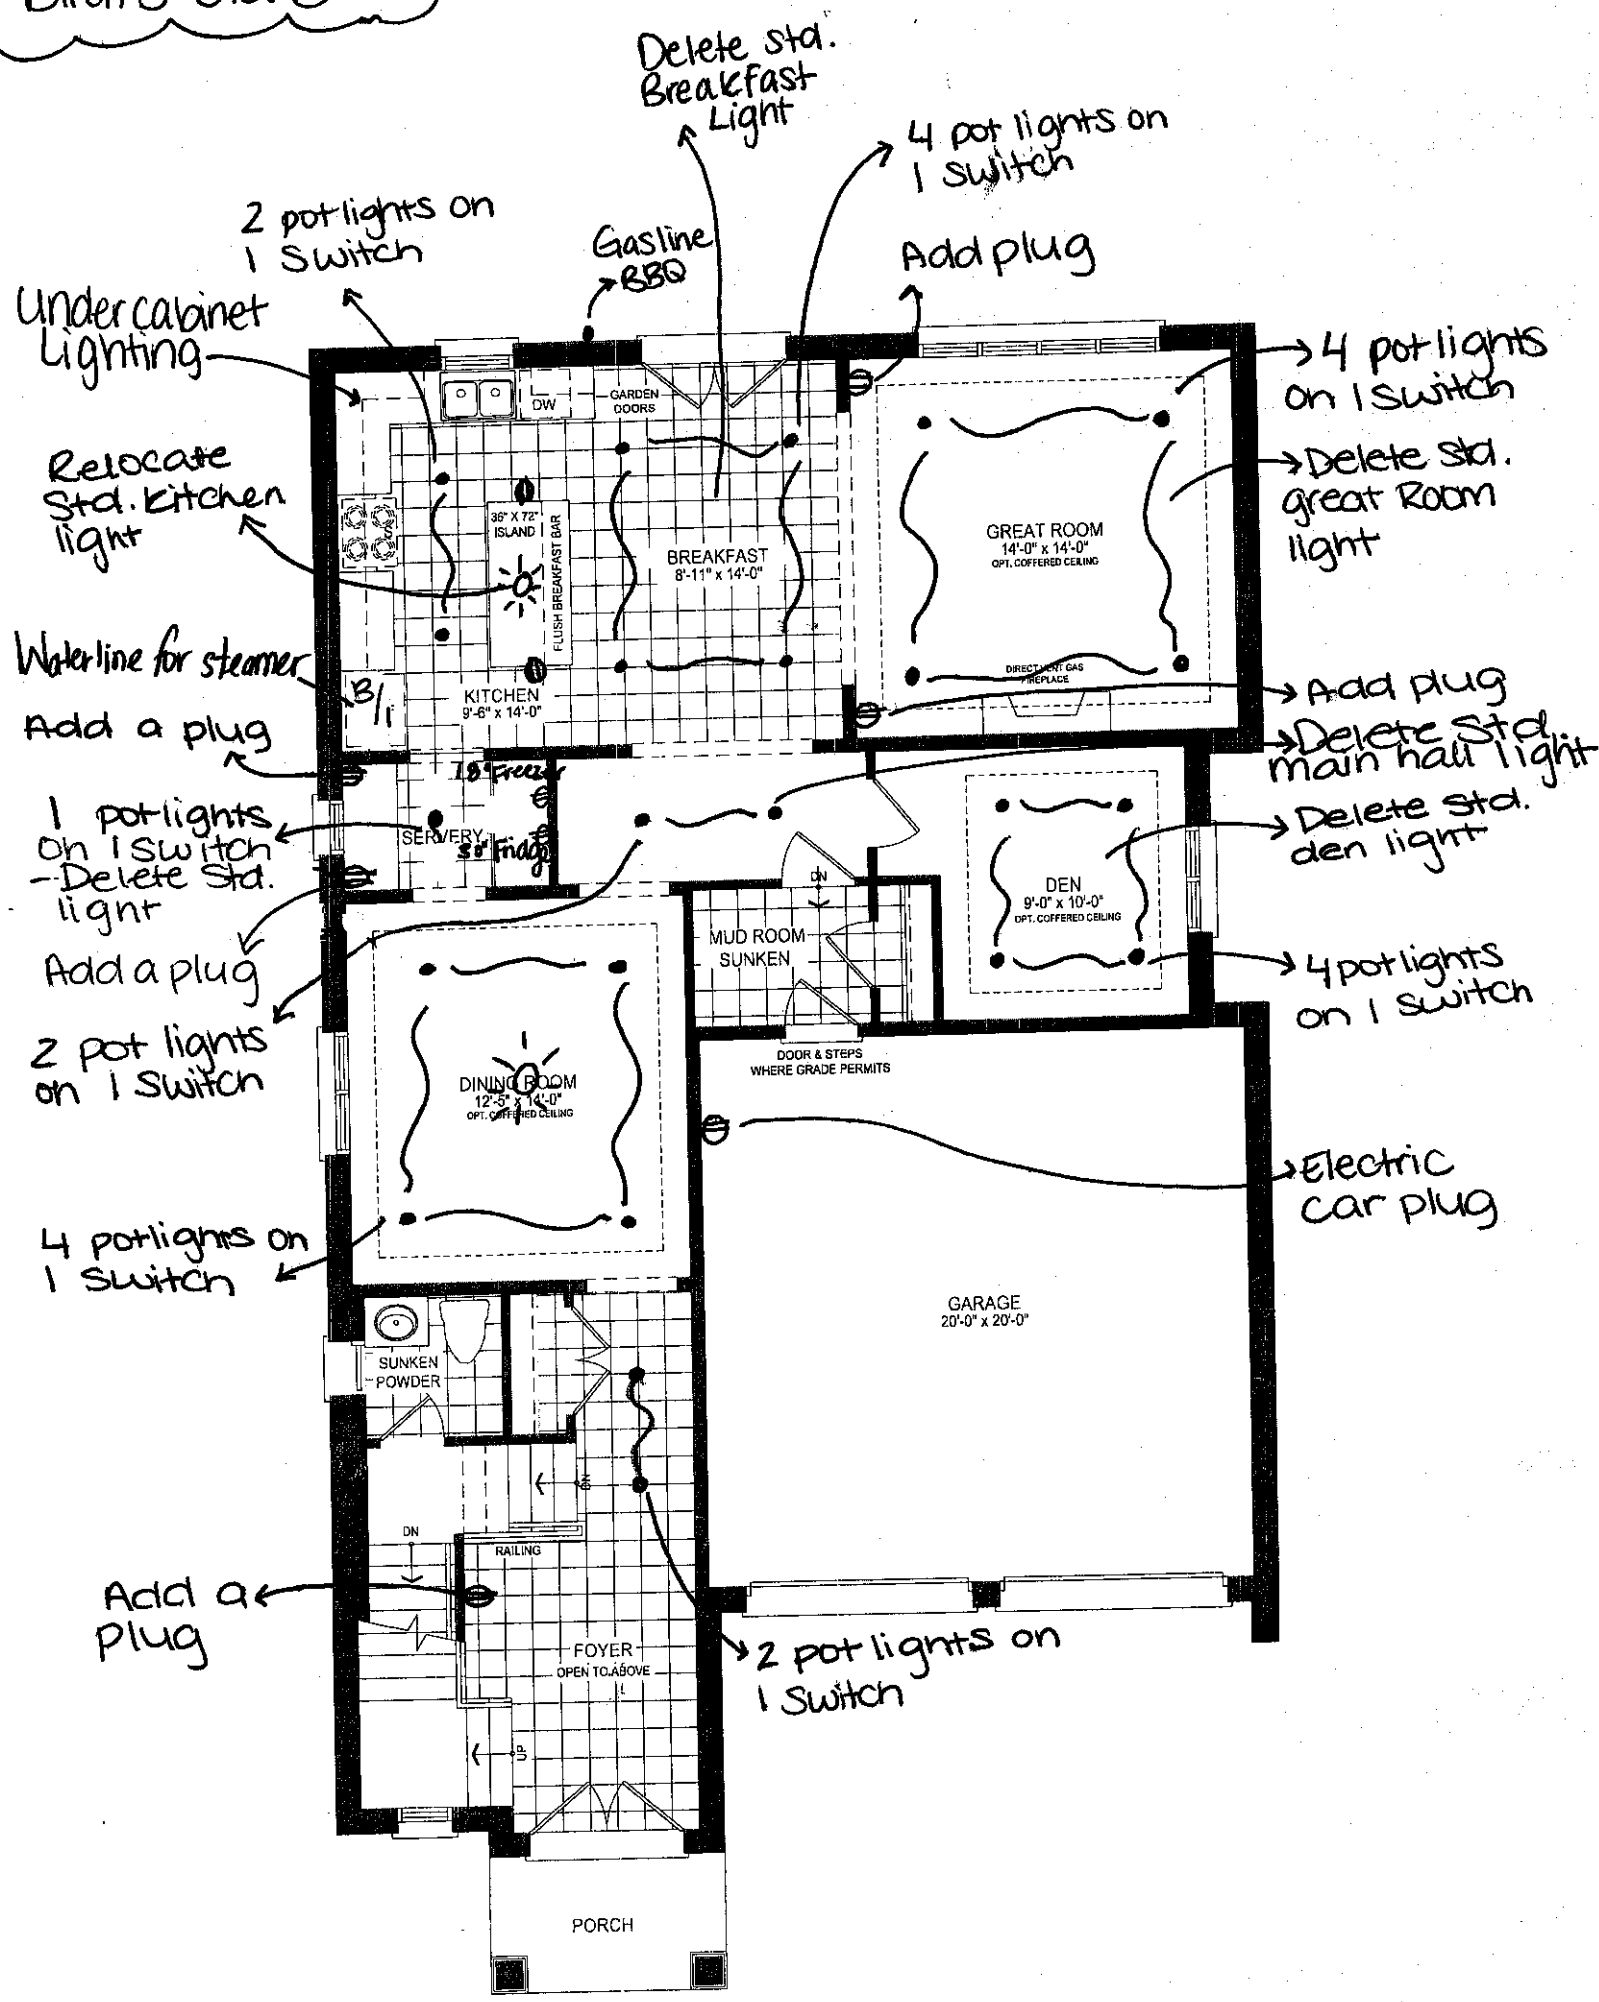 Delete Std.
Breakfast
Light
4 pot lights on
1 switch
2 potlights on
1 Switch
Gasline
BBQ
Add plug
Undercabinet
Lighting
4 potlights
on 1 Switch
DW
GARDEN
DOORS
Relocate
Std. kitchen
light
Delete Std.
great Room
light
36" X 72"
ISLAND
FLUSH BREAKFAST BAR
BREAKFAST
8'-11" x 14'-0"
GREAT ROOM
14'-0" x 14'-0"
OPT. COFFERED CEILING
Waterline for steamer
B/I
KITCHEN
9'-6" x 14'-0"
DIRECT VENT GAS
FIREPLACE
Add plug
Add a plug
Delete Std.
main hall light
18" Freezer
1 potlights
on 1 switch
- Delete Std.
light
SERVERY
30" Fridge
Delete Std.
den light
DN
DEN
9'-0" x 10'-0"
OPT. COFFERED CEILING
MUD ROOM
SUNKEN
Add a plug
4 potlights
on 1 switch
2 pot lights
on 1 Switch
DOOR & STEPS
WHERE GRADE PERMITS
DINING ROOM
12'-5" x 14'-0"
OPT. COFFERED CEILING
Electric
car plug
4 potlights on
1 Switch
GARAGE
20'-0" x 20'-0"
SUNKEN
POWDER
DN
DN
RAILING
Add a
plug
FOYER
OPEN TO ABOVE
2 pot lights on
1 Switch
UP
PORCH